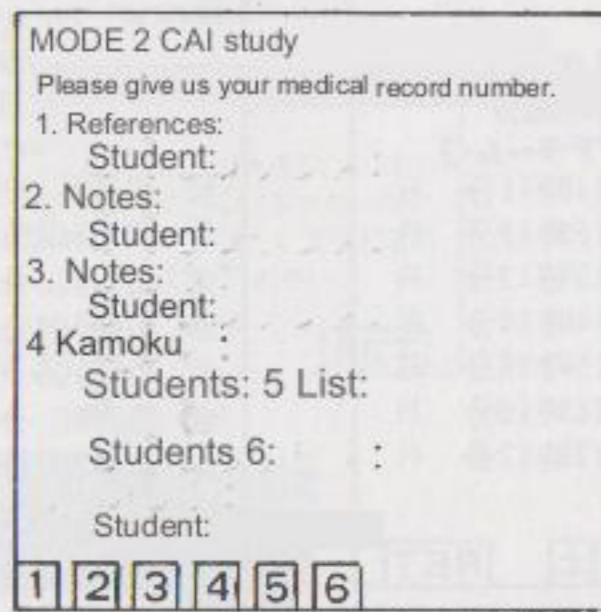 MODE 2 CAI study
Please give us your medical record number.
1. References:
Student: :
2. Notes:
Student:
3. Notes:
Student:
4 Kamoku :
Students: 5 List:
Students 6: :
Student:
1 2 3 4 5 6